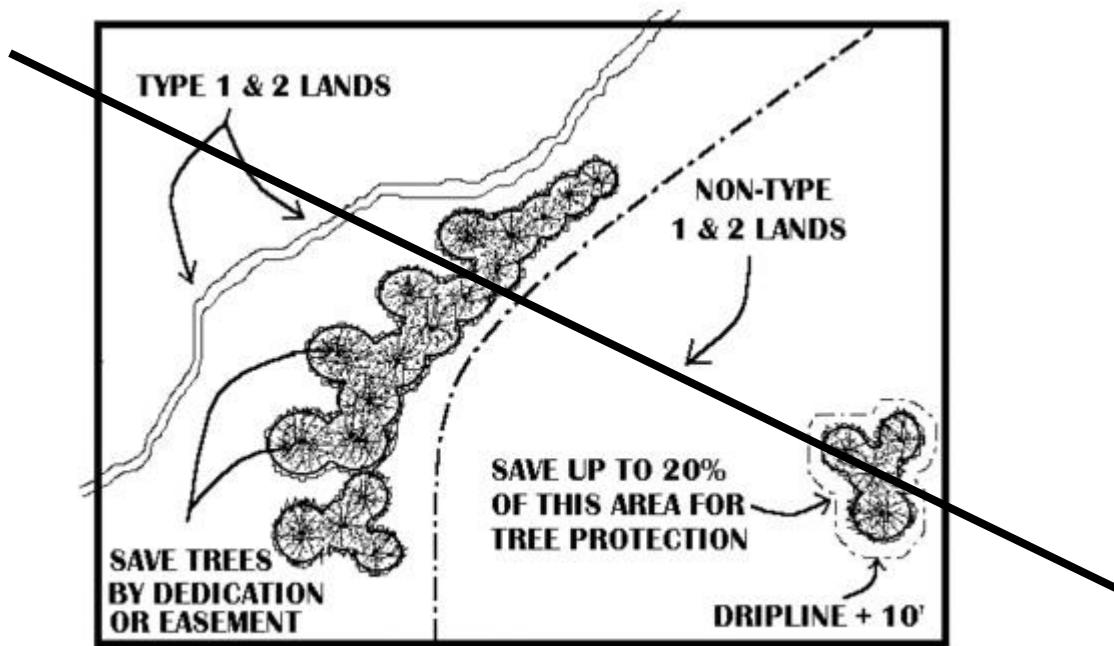 TYPE 1 & 2 LANDS
NON-TYPE
1 & 2 LANDS
SAVE UP TO 20%
OF THIS AREA FOR
TREE PROTECTION
SAVE TREES
BY DEDICATION
OR EASEMENT
DRIPLINE + 10'